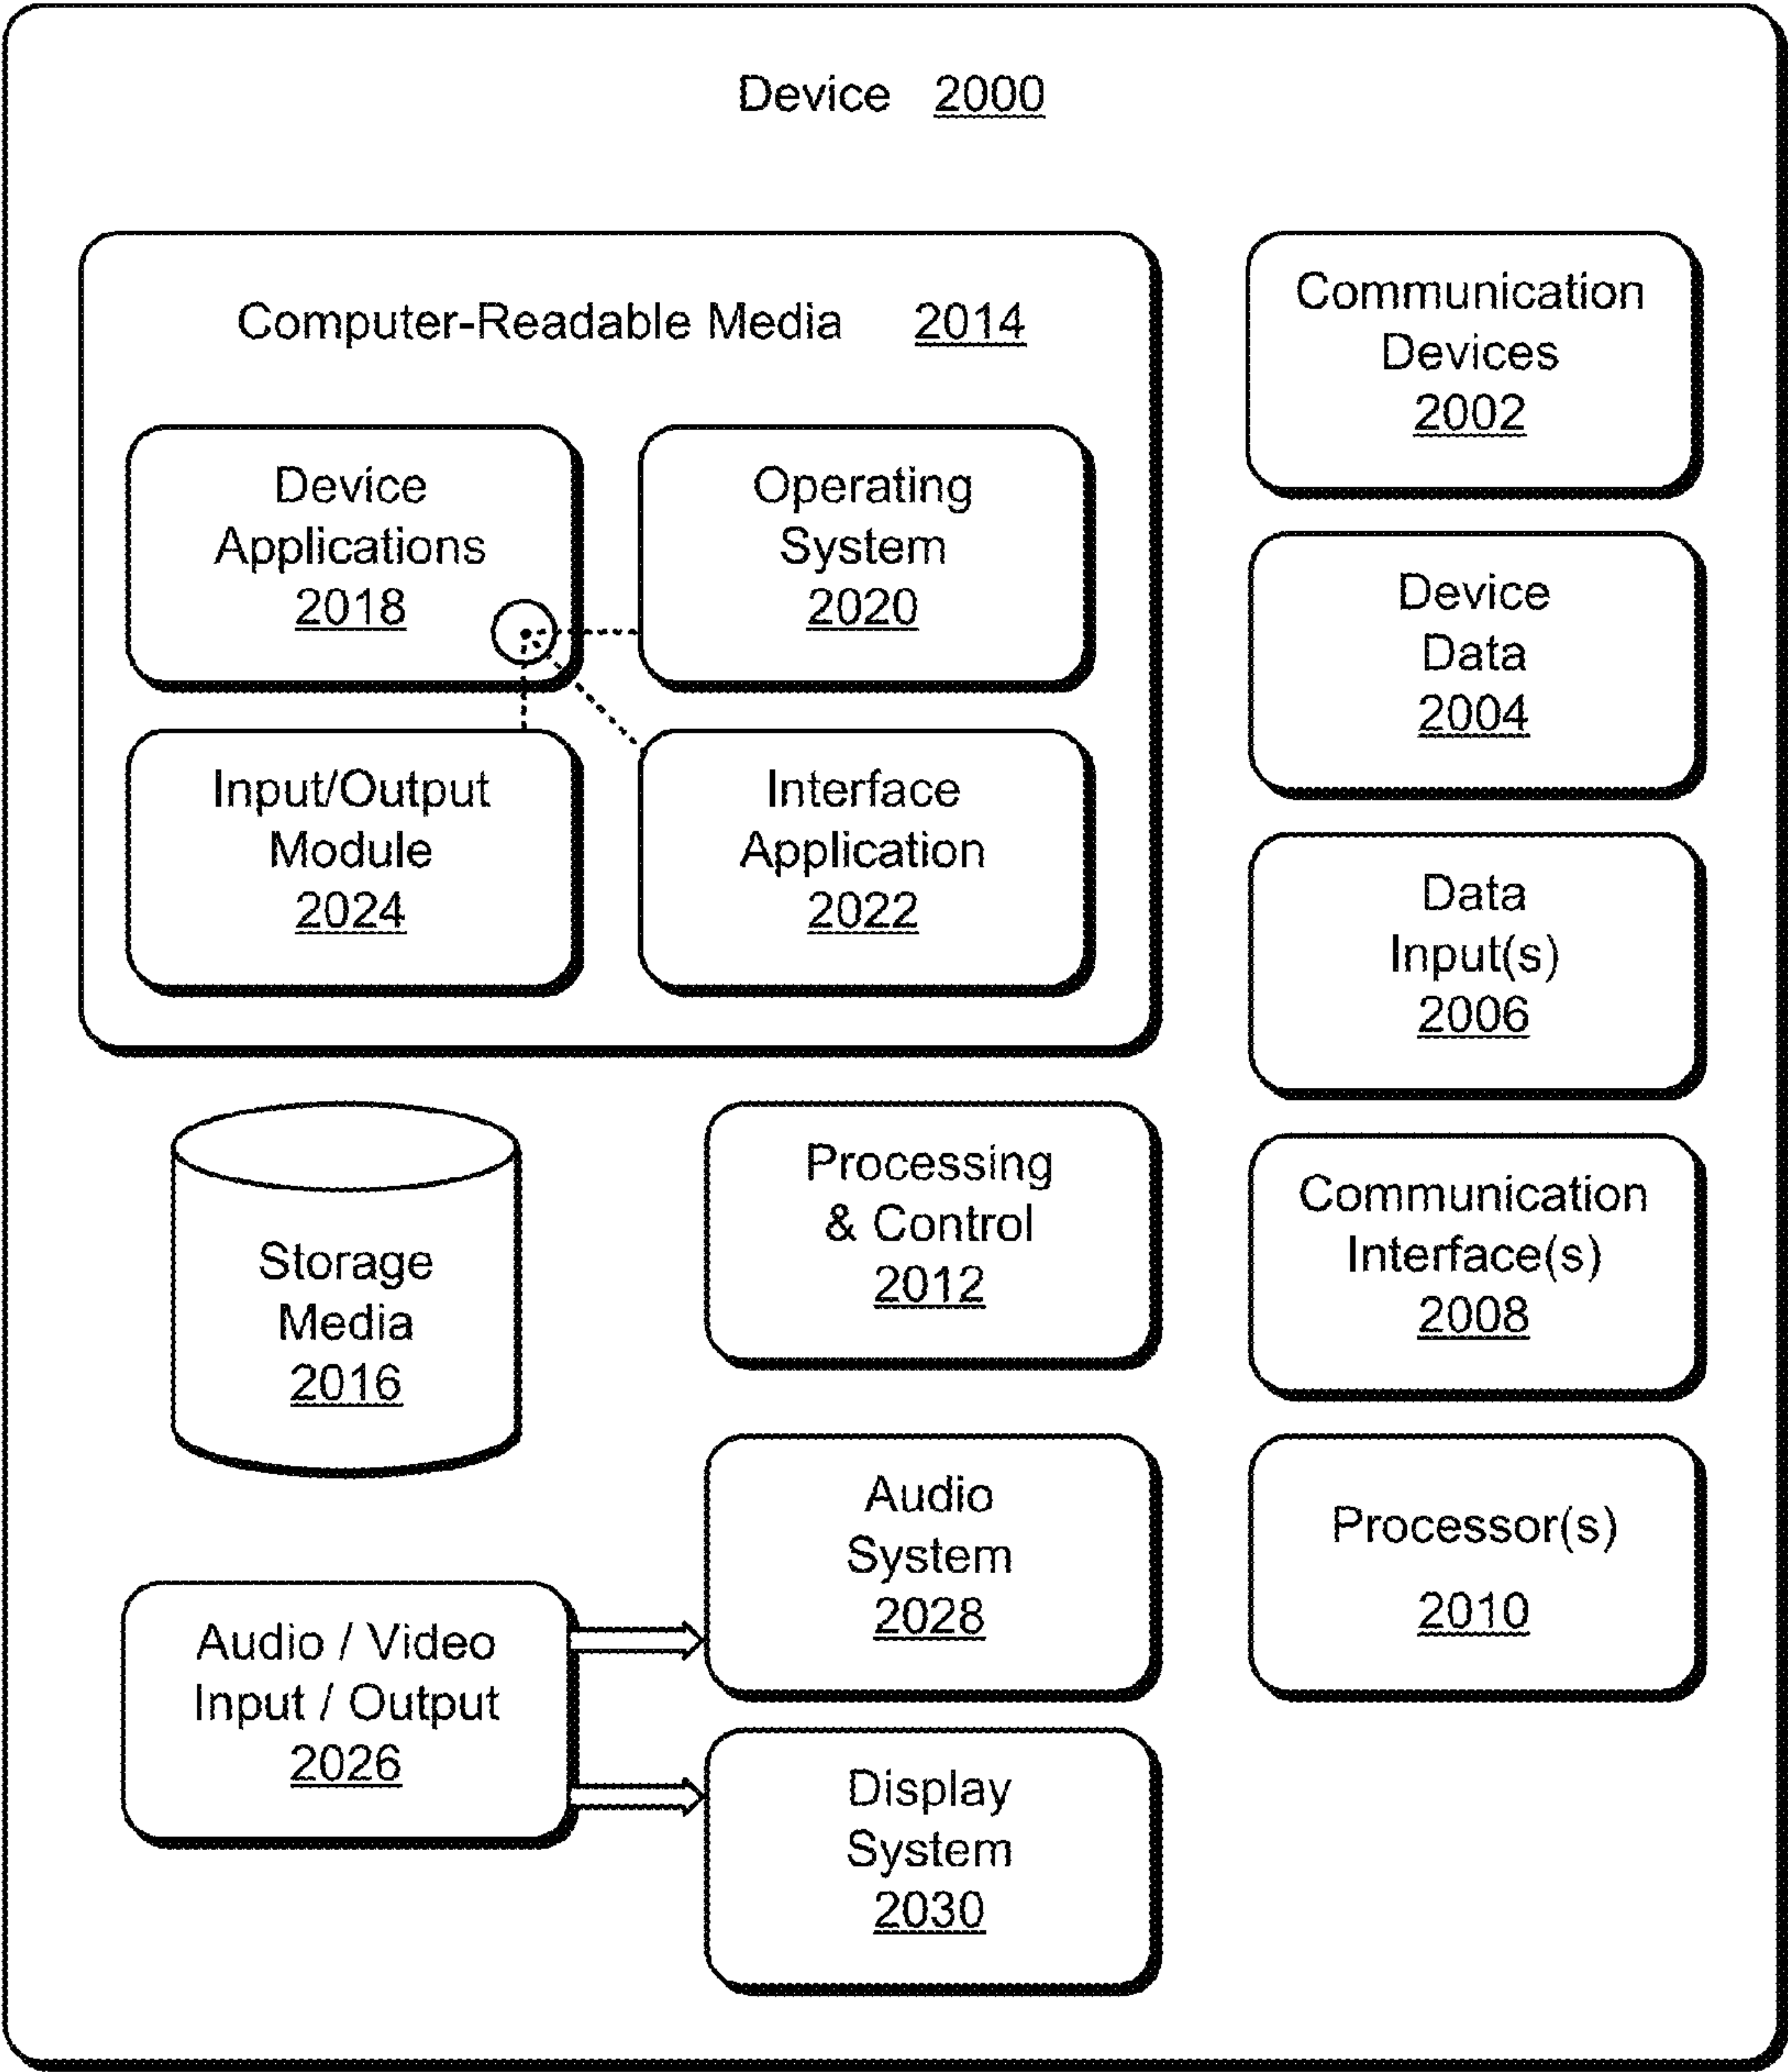 Device 2000
Computer-Readable Media 2014
Device
Applications
2018
Operating
System
2020
Input/Output
Module
2024
Interface
Application
2022
Communication
Devices
2002
Device
Data
2004
Data
Input(s)
2006
Communication
Interface(s)
2008
Processor(s)
2010
Storage
Media
2016
Processing
& Control
2012
Audio / Video
Input / Output
2026
Audio
System
2028
Display
System
2030